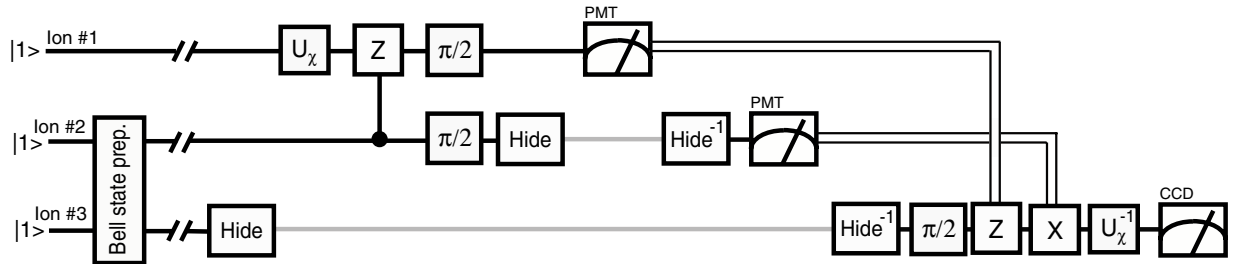 PMT
Ion #1
|1>
U_χ
Z
π/2
PMT
Ion #2
|1>
π/2
Hide
Hide⁻¹
Bell state prep.
Ion #3
|1>
Hide
Hide⁻¹
π/2
Z
X
U_χ⁻¹
CCD